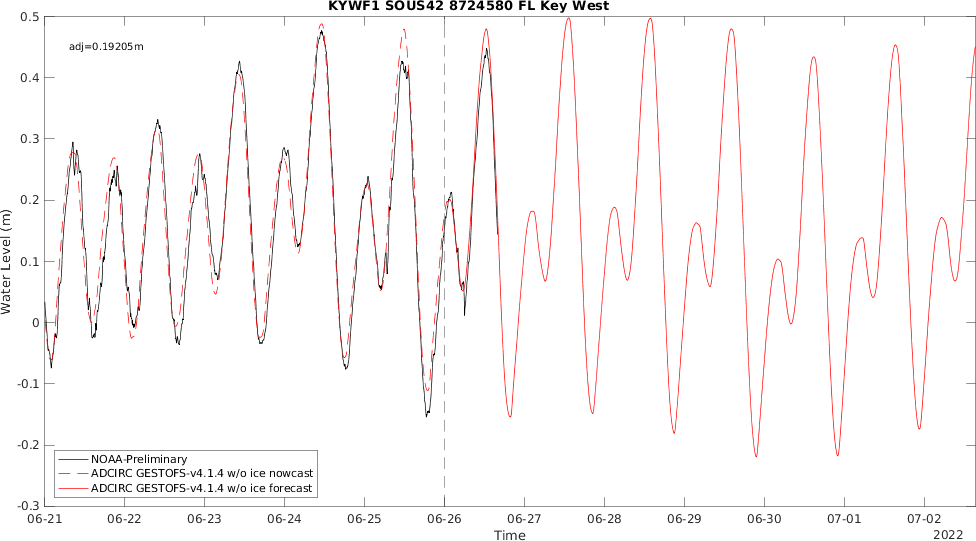 KYWF1 SOUS42 8724580 FL Key West
adj=0.19205m
Water Level (m)
0.5
0.4
0.3
0.2
0.1
0
-0.1
-0.2
-0.3
NOAA-Preliminary
ADCIRC GESTOFS-v4.1.4 w/o ice nowcast
ADCIRC GESTOFS-v4.1.4 w/o ice forecast
06-21 06-22 06-23 06-24 06-25 06-26 06-27 06-28 06-29 06-30 07-01 07-02
2022
Time